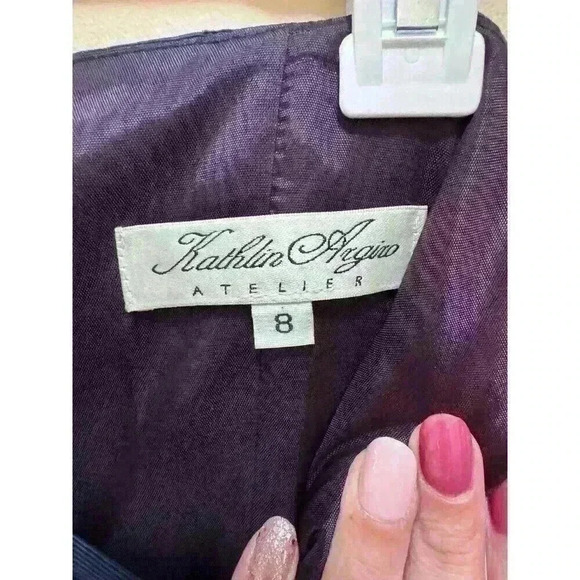 Kathlin Argiro
ATELIER
8